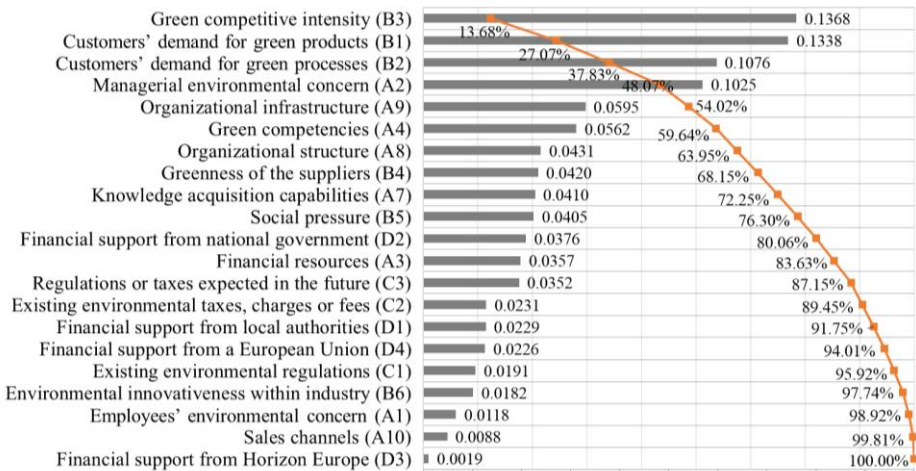 Green competitive intensity (B3) 0.1368
13.68%
Customers’ demand for green products (B1) 0.1338
27.07%
Customers’ demand for green processes (B2) 0.1076
37.83%
Managerial environmental concern (A2) 48.07% 0.1025
Organizational infrastructure (A9) 0.0595 54.02%
Green competencies (A4) 0.0562 59.64%
Organizational structure (A8) 0.0431 63.95%
Greenness of the suppliers (B4) 0.0420 68.15%
Knowledge acquisition capabilities (A7) 0.0410 72.25%
Social pressure (B5) 0.0405 76.30%
Financial support from national government (D2) 0.0376 80.06%
Financial resources (A3) 0.0357 83.63%
Regulations or taxes expected in the future (C3) 0.0352 87.15%
Existing environmental taxes, charges or fees (C2) 0.0231 89.45%
Financial support from local authorities (D1) 0.0229 91.75%
Financial support from a European Union (D4) 0.0226 94.01%
Existing environmental regulations (C1) 0.0191 95.92%
Environmental innovativeness within industry (B6) 0.0182 97.74%
Employees’ environmental concern (A1) 0.0118 98.92%
Sales channels (A10) 0.0088 99.81%
Financial support from Horizon Europe (D3) 0.0019 100.00%